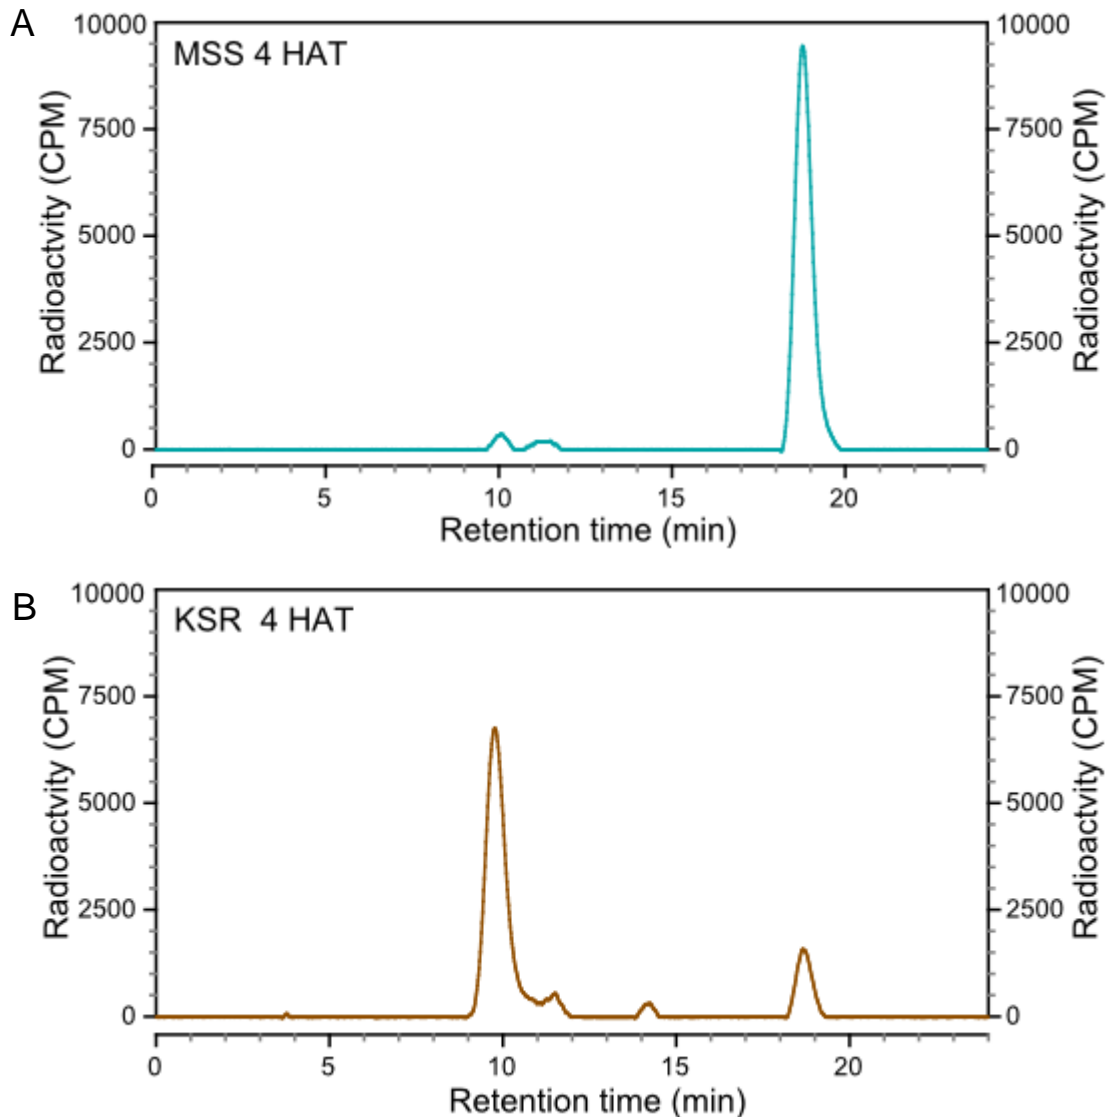 A
MSS 4 HAT
Radioactvity (CPM)
10000
7500
5000
2500
0
10000
7500
5000
2500
0
Radioactvity (CPM)
0 5 10 15 20
Retention time (min)
B
KSR 4 HAT
Radioactvity (CPM)
10000
7500
5000
2500
0
10000
7500
5000
2500
0
Radioactvity (CPM)
0 5 10 15 20
Retention time (min)